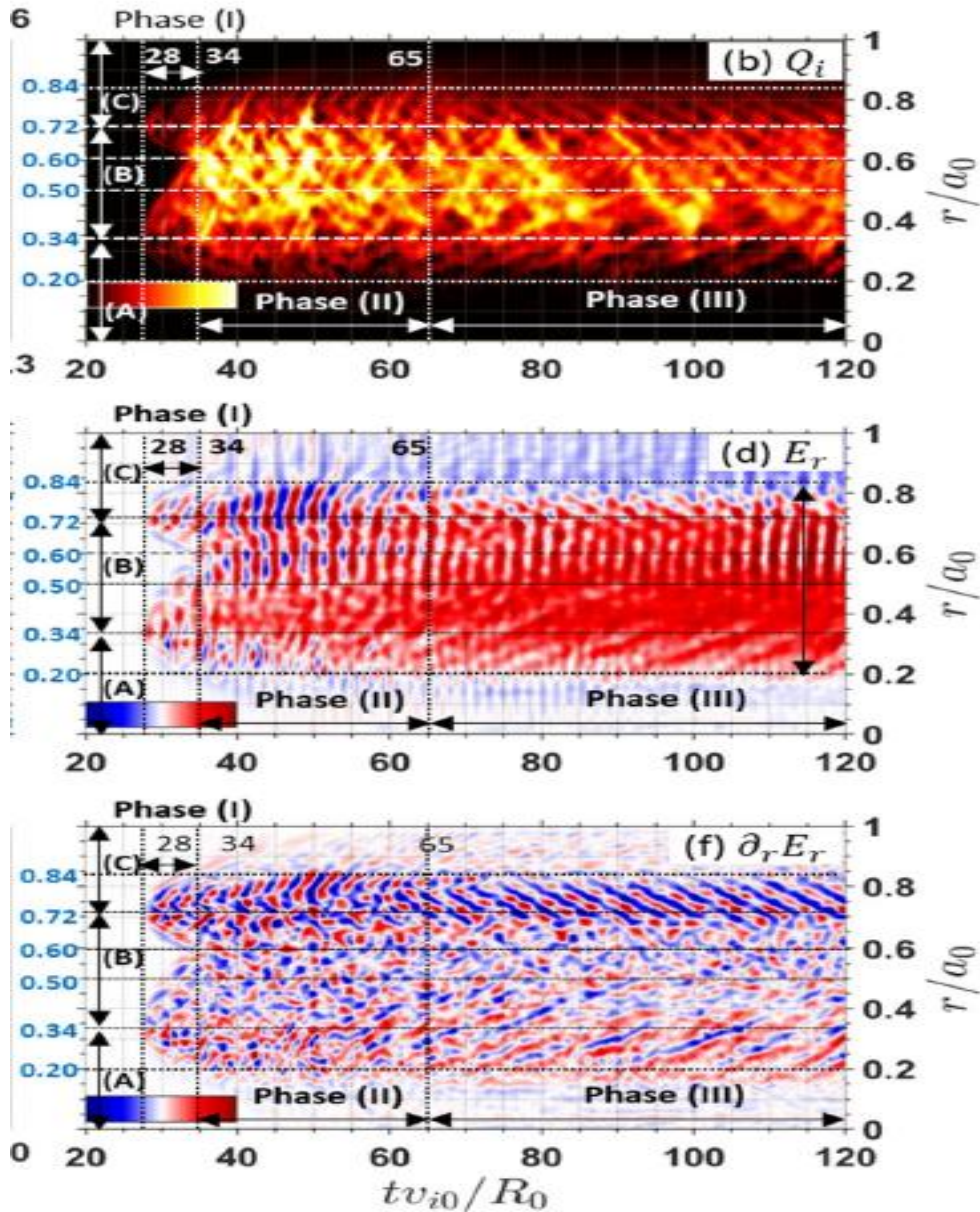 6
Phase (I)
28 34 65 (b) Qᵢ 1
0.84 (C) 0.8
0.72
0.60 (B) 0.6
0.50
0.34 0.4
0.20 0.2
(A) Phase (II) Phase (III)
0
.3
20 40 60 80 100 120
r/a₀
Phase (I)
28 34 65 (d) Eᵣ 1
0.84 (C) 0.8
0.72
0.60 (B) 0.6
0.50
0.34 0.4
0.20 0.2
(A) Phase (II) Phase (III)
0
20 40 60 80 100 120
r/a₀
Phase (I)
28 34 65 (f) ∂ᵣEᵣ 1
0.84 (C) 0.8
0.72
0.60 (B) 0.6
0.50
0.34 0.4
0.20 0.2
(A) Phase (II) Phase (III)
0 0
20 40 60 80 100 120
r/a₀
tvᵢ₀/R₀